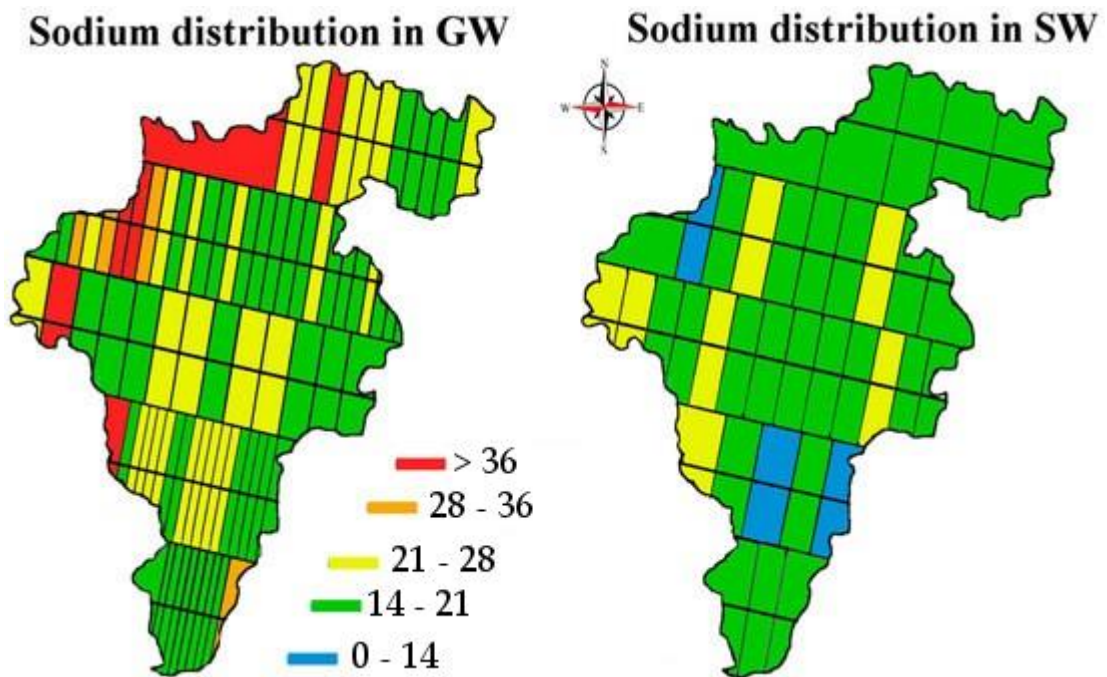 Sodium distribution in GW
Sodium distribution in SW
N
W E
N
> 36
28 - 36
21 - 28
14 - 21
0 - 14